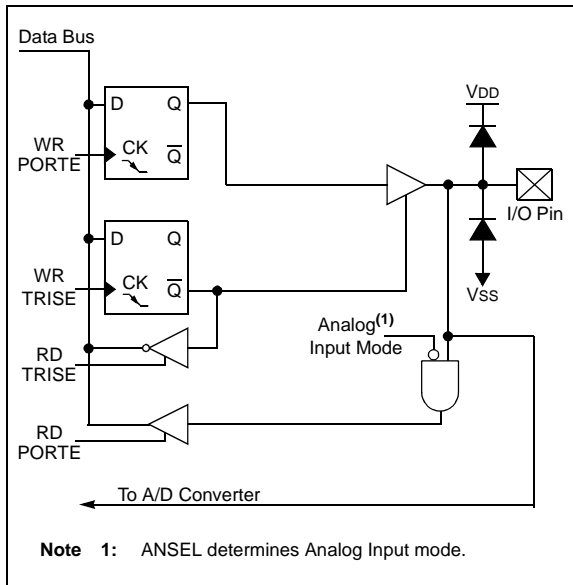 Data Bus
D Q
VDD
WR
PORTE
CK Q
I/O Pin
D Q
WR
TRISE
CK Q
VSS
Analog(1)
Input Mode
RD
TRISE
RD
PORTE
To A/D Converter
Note 1: ANSEL determines Analog Input mode.